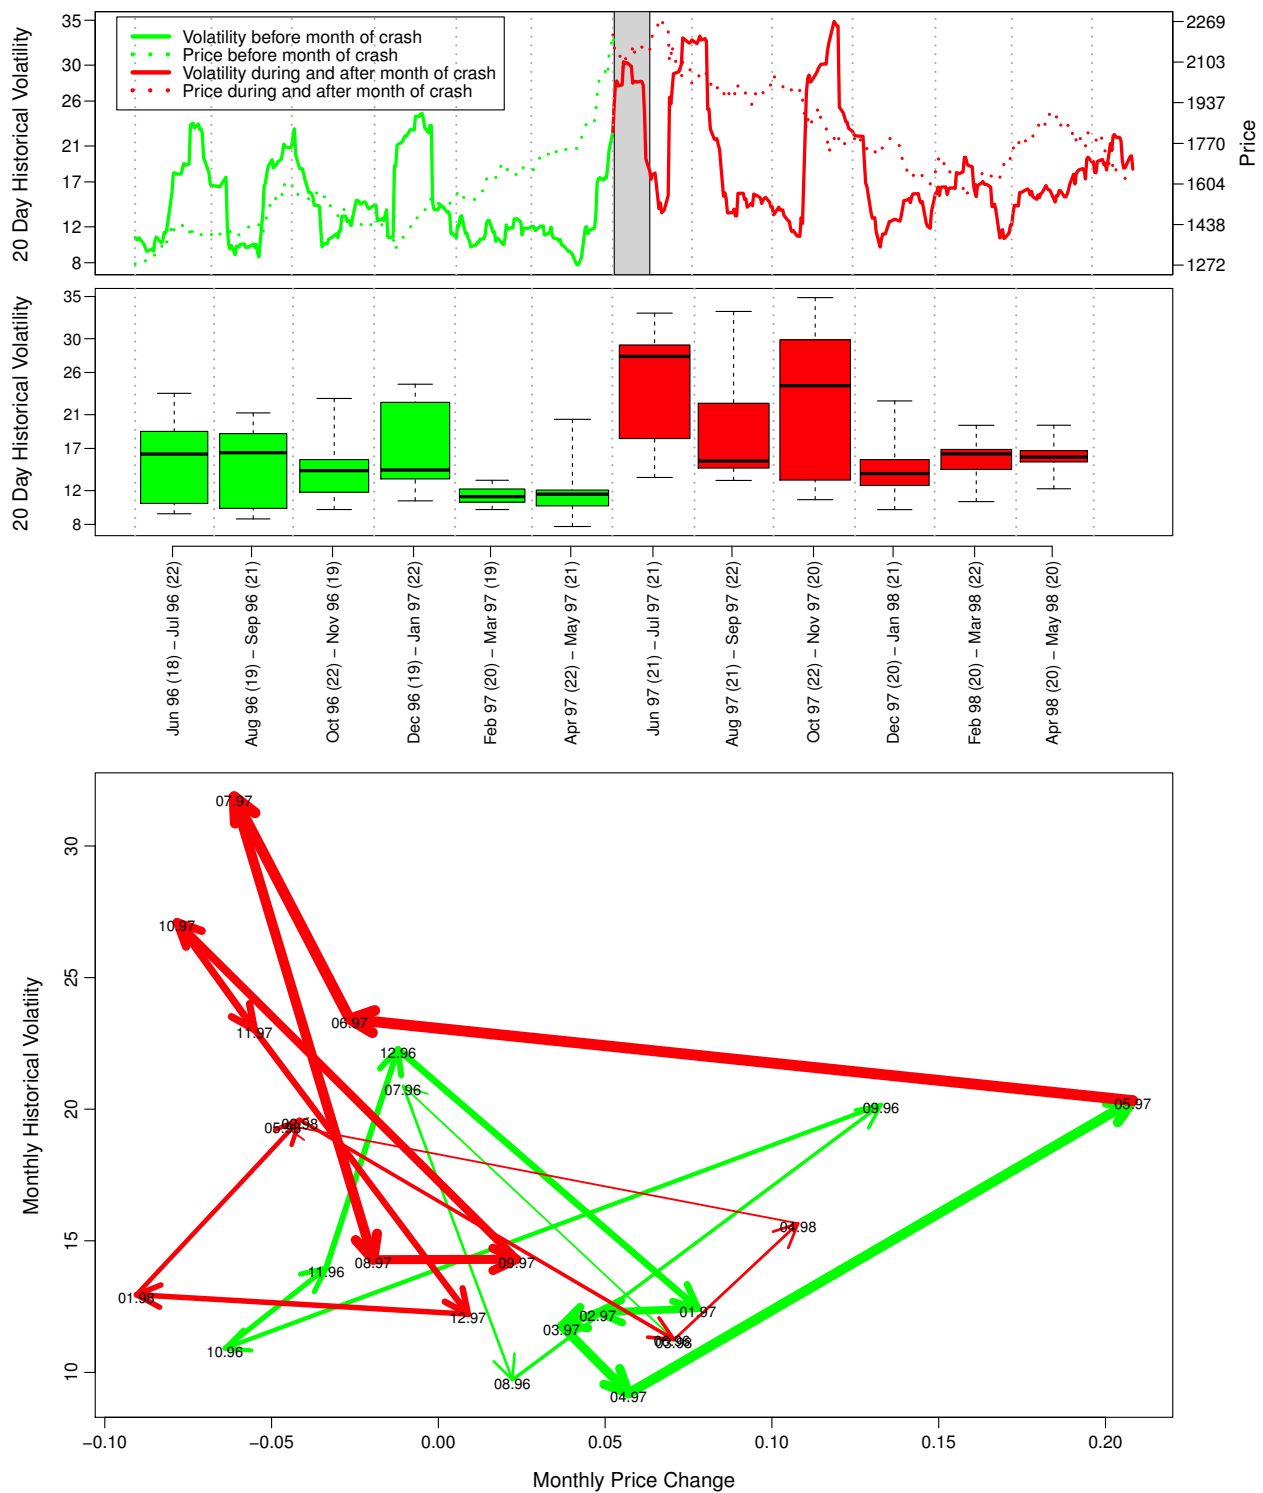 Volatility before month of crash
Price before month of crash
Volatility during and after month of crash
Price during and after month of crash
20 Day Historical Volatility
35
30
26
21
17
12
8
2269
2103
1937
1770
1604
1438
1272
Price
20 Day Historical Volatility
35
30
26
21
17
12
8
Jun 96 (18) − Jul 96 (22)
Aug 96 (19) − Sep 96 (21)
Oct 96 (22) − Nov 96 (19)
Dec 96 (19) − Jan 97 (22)
Feb 97 (20) − Mar 97 (19)
Apr 97 (22) − May 97 (21)
Jun 97 (21) − Jul 97 (21)
Aug 97 (21) − Sep 97 (22)
Oct 97 (22) − Nov 97 (20)
Dec 97 (20) − Jan 98 (21)
Feb 98 (20) − Mar 98 (22)
Apr 98 (20) − May 98 (20)
Monthly Historical Volatiity
30
25
20
15
10
07.97
10.97
06.97
11.97
12.96
07.96
05.97
09.96
05.98
02.98
04.98
08.97
09.97
11.96
01.98
12.97
02.97
01.97
03.97
06.96
03.98
10.96
08.96
04.97
−0.10
−0.05
0.00
0.05
0.10
0.15
0.20
Monthly Price Change